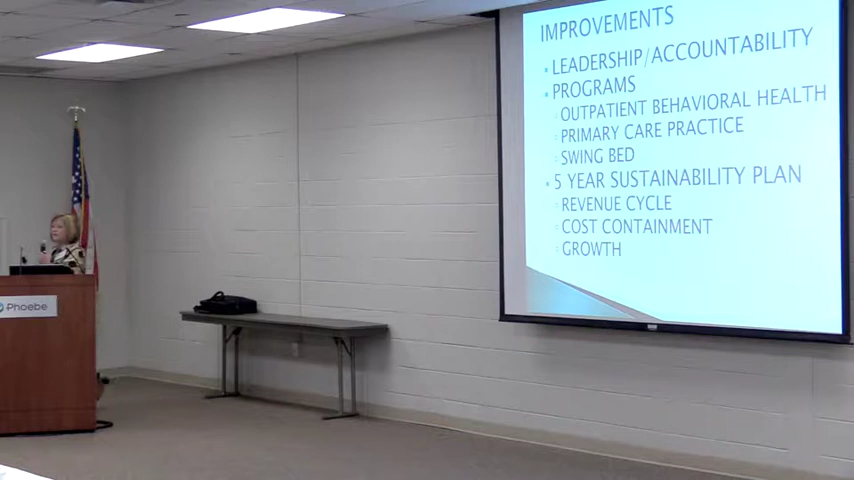 IMPROVEMENTS
LEADERSHIP/ACCOUNTABILITY
PROGRAMS
OUTPATIENT BEHAVIORAL HEALTH
PRIMARY CARE PRACTICE
SWING BED
5 YEAR SUSTAINABILITY PLAN
REVENUE CYCLE
COST CONTAINMENT
GROWTH
Phoebe